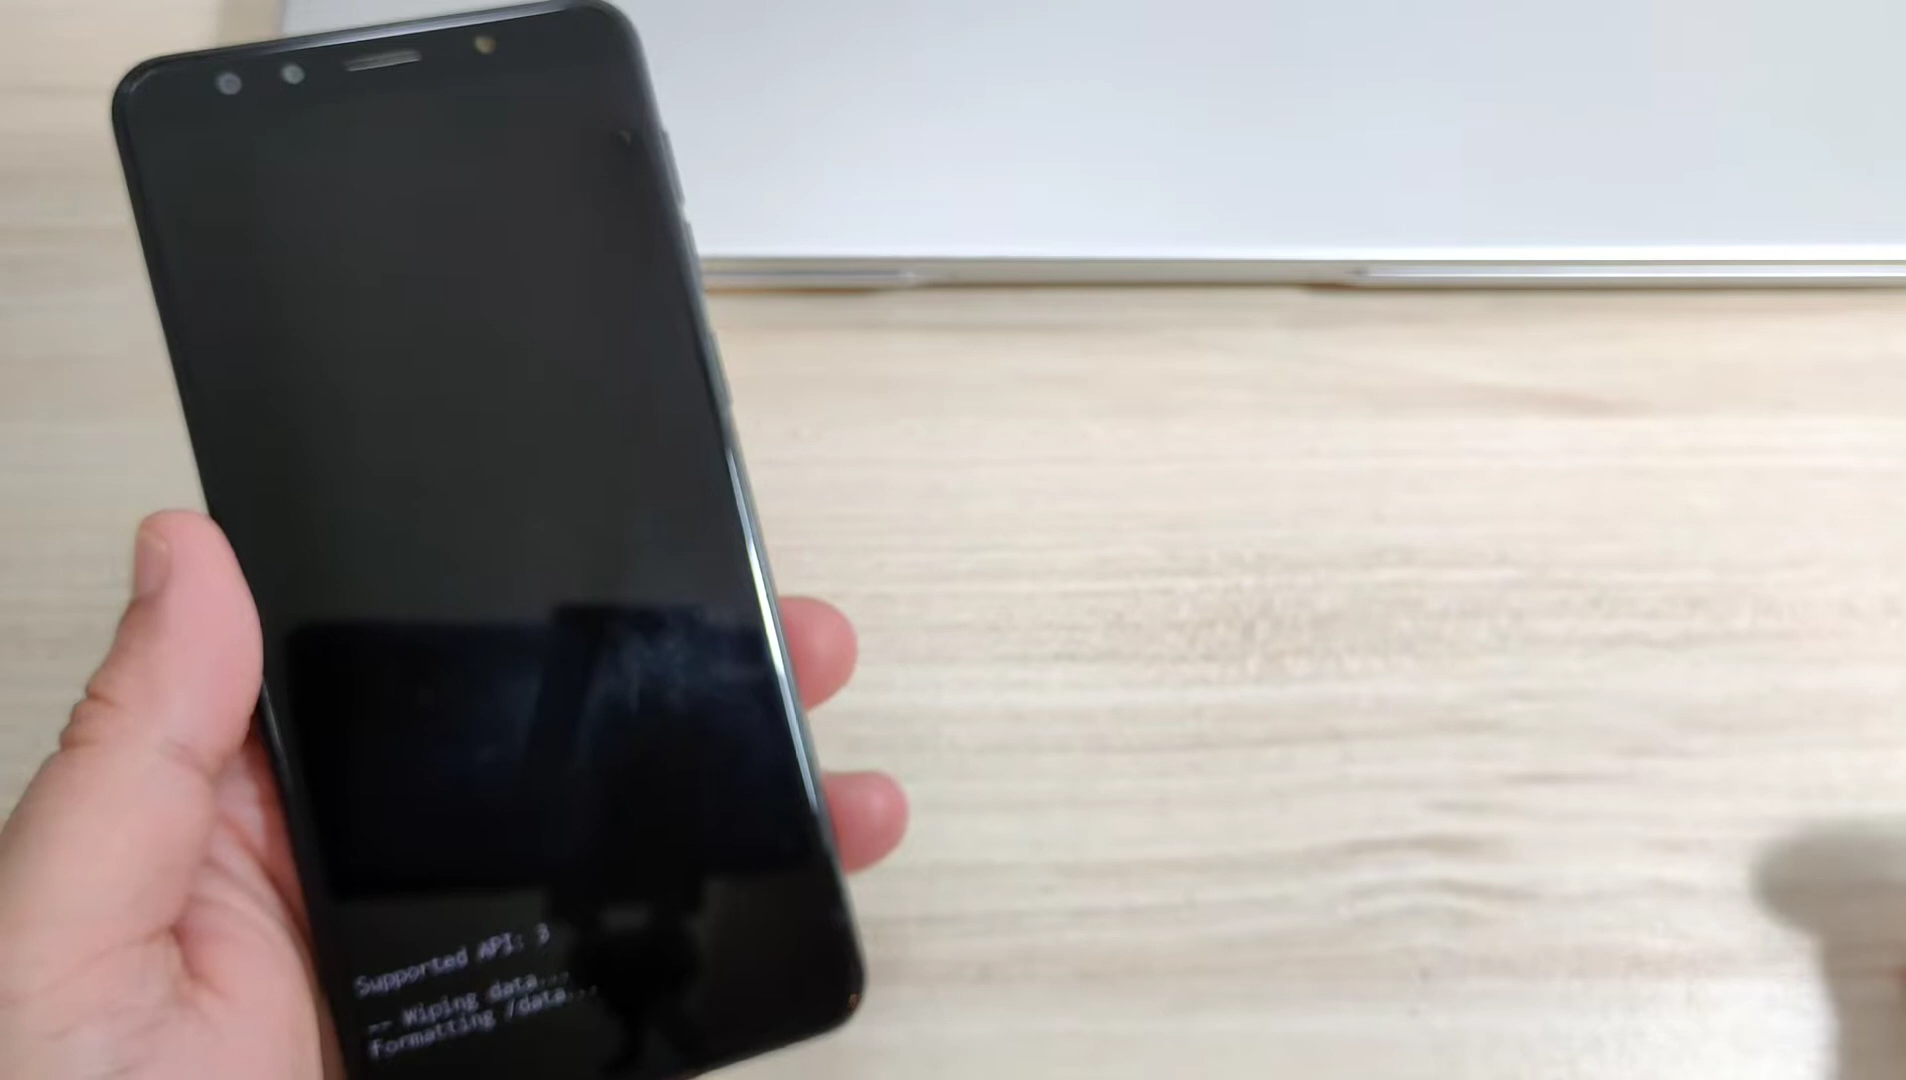 Supported API: 3
-- Wiping data...
Formatting /data...